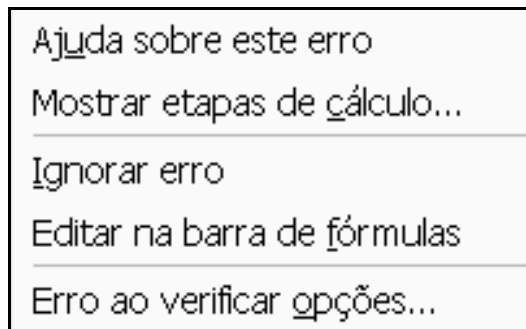 Ajuda sobre este erro
Mostrar etapas de cálculo...
Ignorar erro
Editar na barra de fórmulas
Erro ao verificar opções...